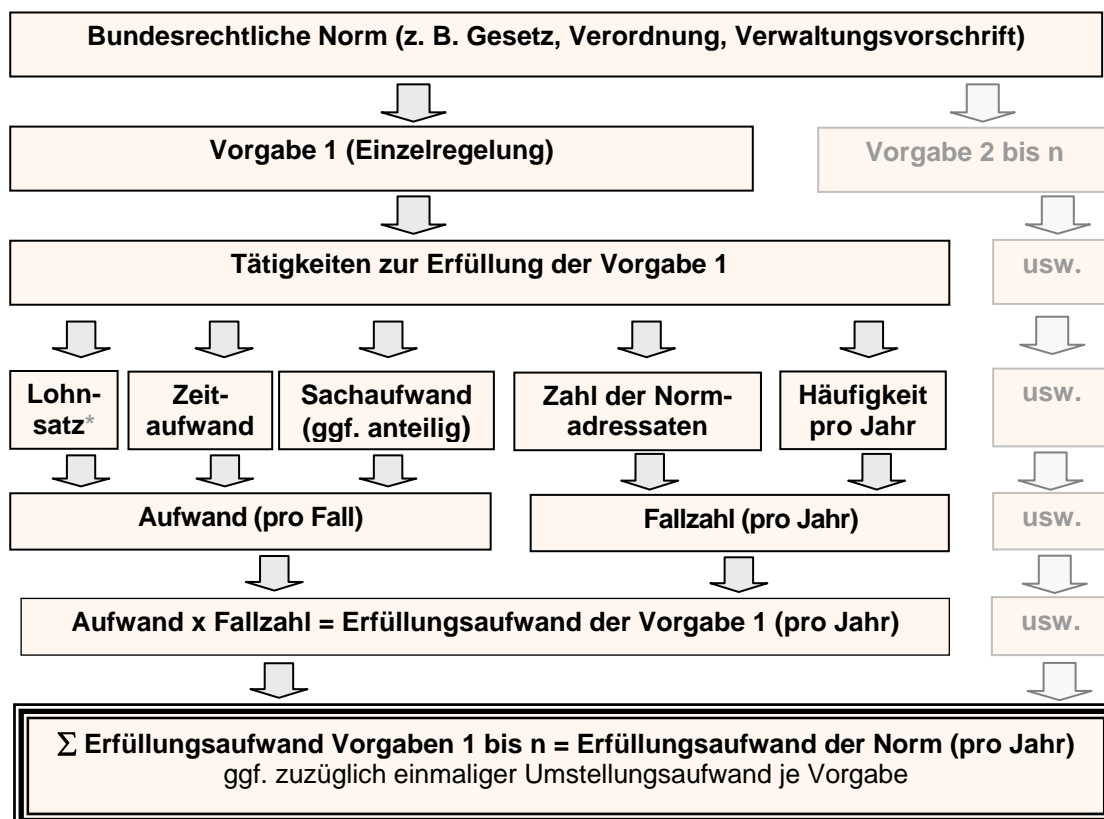 Bundesrechtliche Norm (z. B. Gesetz, Verordnung, Verwaltungsvorschrift)
Vorgabe 1 (Einzelregelung)
Vorgabe 2 bis n
Tätigkeiten zur Erfüllung der Vorgabe 1
usw.
Lohn-
satz*
Zeit-
aufwand
Sachaufwand
(ggf. anteilig)
Zahl der Norm-
adressaten
Häufigkeit
pro Jahr
usw.
Aufwand (pro Fall)
Fallzahl (pro Jahr)
usw.
Aufwand x Fallzahl = Erfüllungsaufwand der Vorgabe 1 (pro Jahr)
usw.
Σ Erfüllungsaufwand Vorgaben 1 bis n = Erfüllungsaufwand der Norm (pro Jahr)
ggf. zuzüglich einmaliger Umstellungsaufwand je Vorgabe